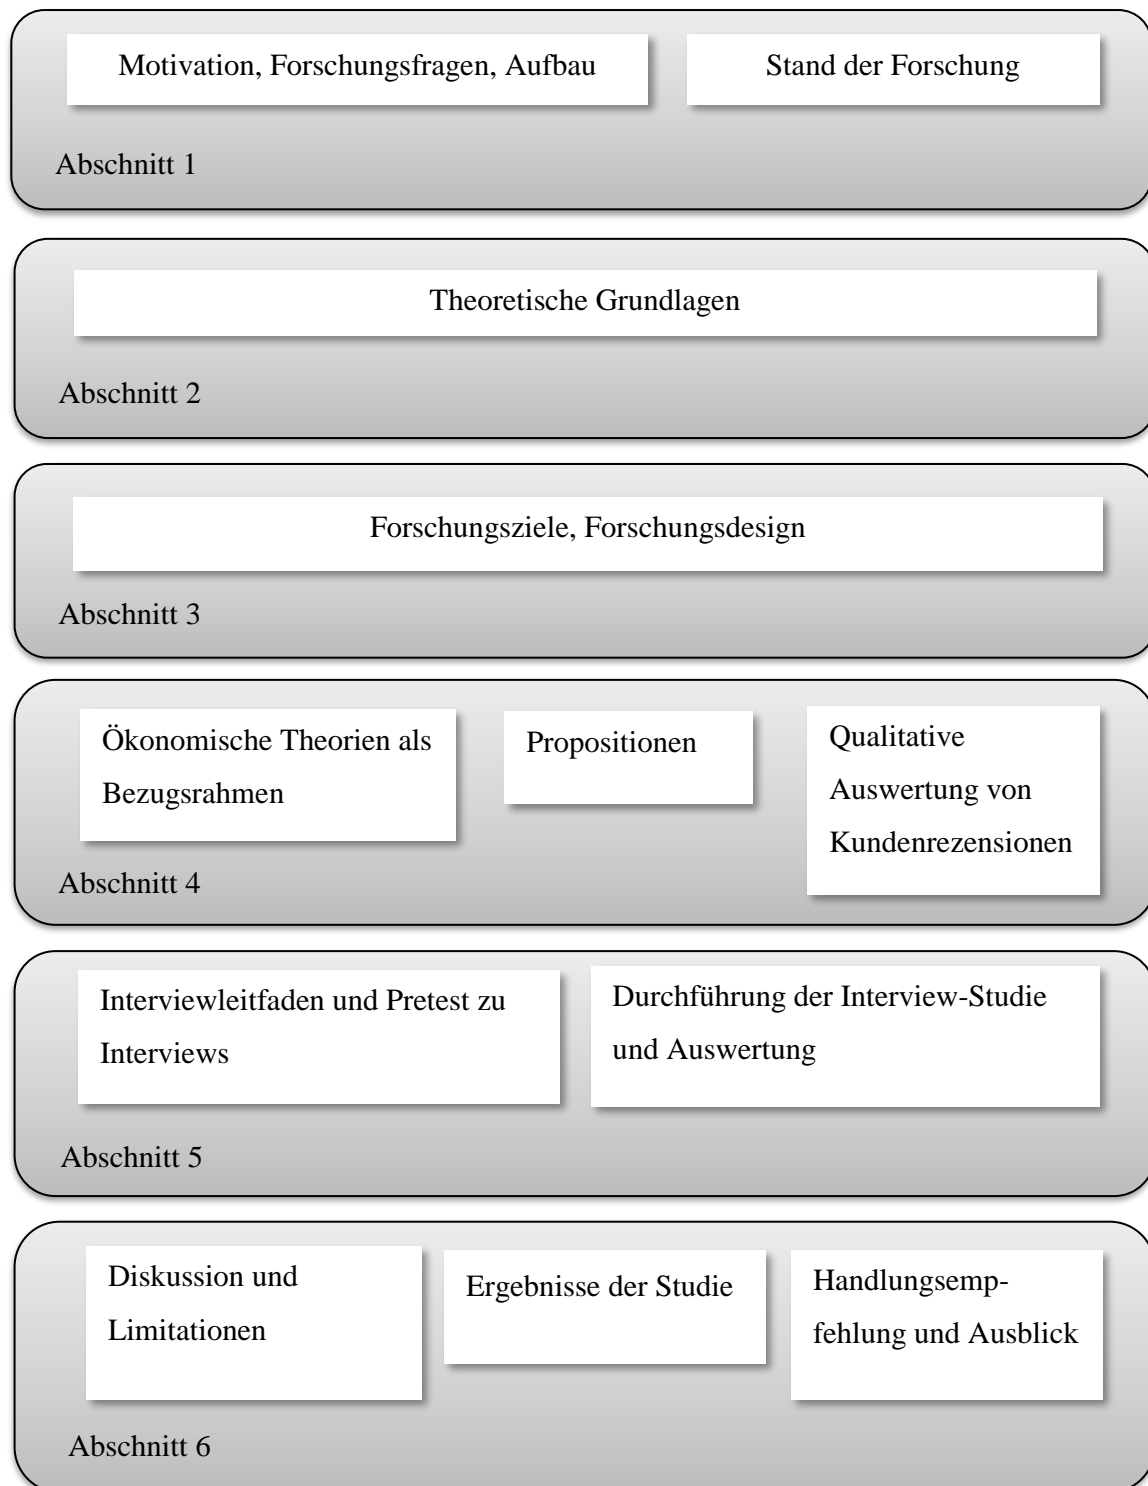 Motivation, Forschungsfragen, Aufbau
Stand der Forschung
Abschnitt 1
Theoretische Grundlagen
Abschnitt 2
Forschungsziele, Forschungsdesign
Abschnitt 3
Ökonomische Theorien als
Bezugsrahmen
Propositionen
Qualitative
Auswertung von
Kundenrezensionen
Abschnitt 4
Interviewleitfaden und Pretest zu
Interviews
Durchführung der Interview-Studie
und Auswertung
Abschnitt 5
Diskussion und
Limitationen
Ergebnisse der Studie
Handlungsemp-
fehlung und Ausblick
Abschnitt 6